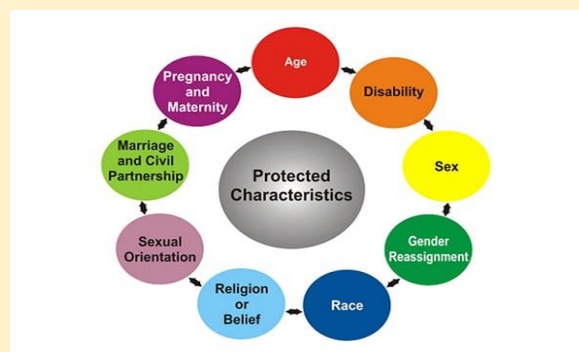 Age
Disability
Sex
Gender
Reassignment
Race
Religion
or
Belief
Sexual
Orientation
Marriage
and Civil
Partnership
Pregnancy
and
Maternity
Protected
Characteristics